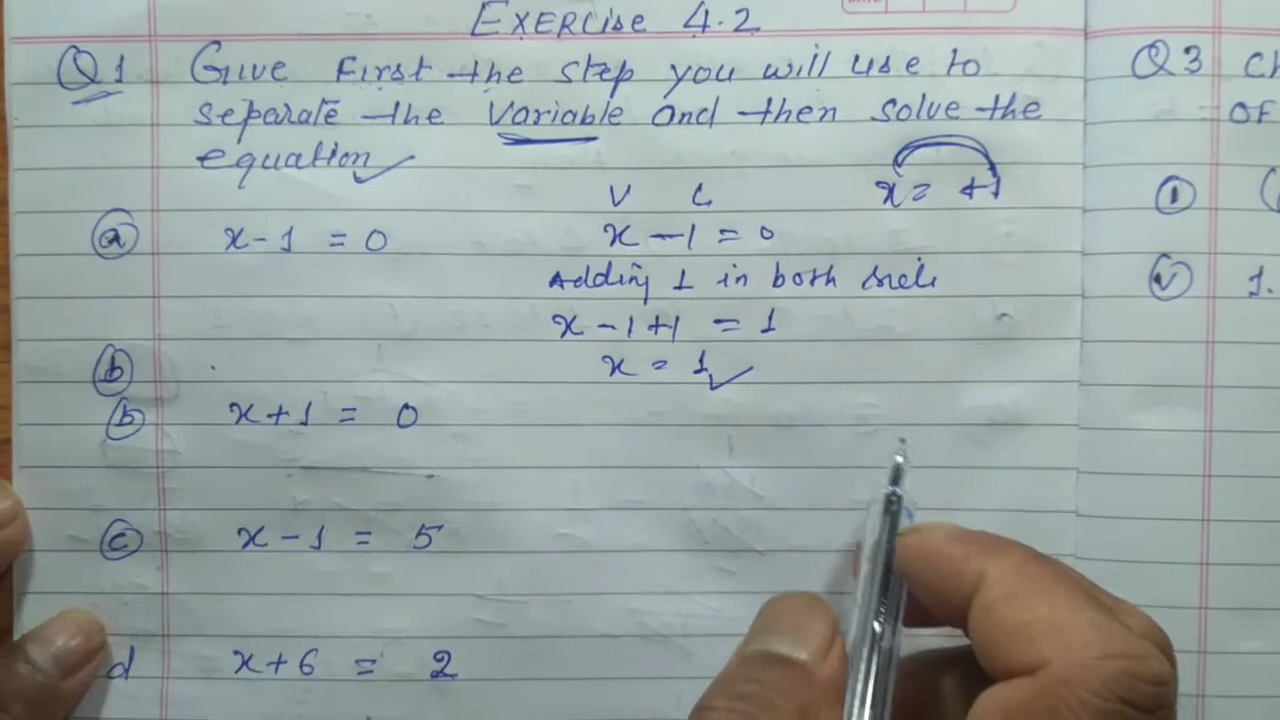 EXERCISE 4.2
Q1 Give First the step you will use to
separate the variable and then solve the
equation
x = +1
V C
(a) x - 1 = 0
x - 1 = 0
Adding 1 in both side
x - 1 + 1 = 1
x = 1
(b)
(b) x + 1 = 0
(c) x - 1 = 5
d x + 6 = 2
Q3 Ch
OF
(1) (
(v) 1.